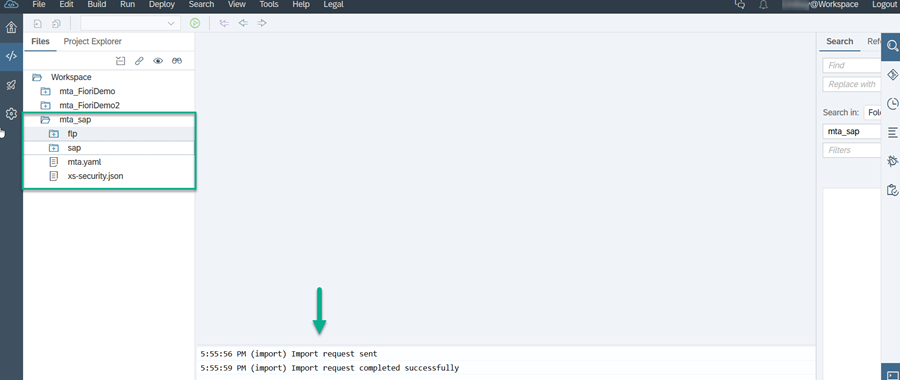 File Edit Build Run Deploy Search View Tools Help Legal
@Workspace Logout
Files Project Explorer
Workspace
mta_FioriDemo
mta_FioriDemo2
mta_sap
flp
sap
mta.yaml
xs-security.json
Search
Find
Replace with
Search in:
mta_sap
Filters
5:55:56 PM (import) Import request sent
5:55:59 PM (import) Import request completed successfully